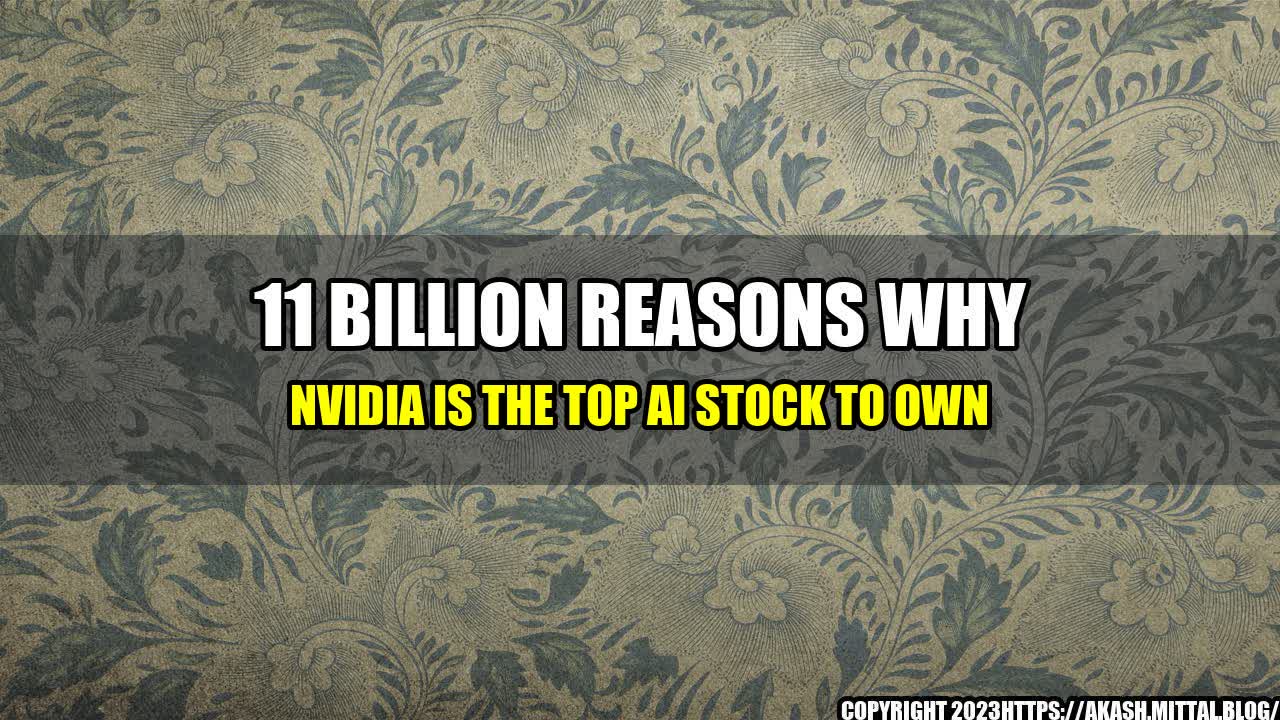 11 BILLION REASONS WHY
NVIDIA IS THE TOP AI STOCK TO OWN
COPYRIGHT 2023HTTPS://AKASH.MITTAL.BLOG/